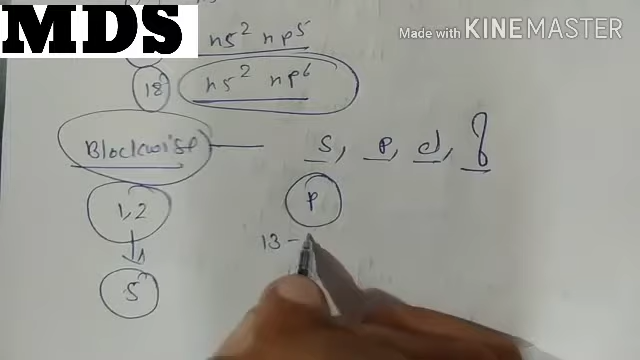 MDS
Made with KINEMASTER
ns² np⁵
18 ns² np⁶
Blockwise — s, p, d, f
1,2 p
13 –
s